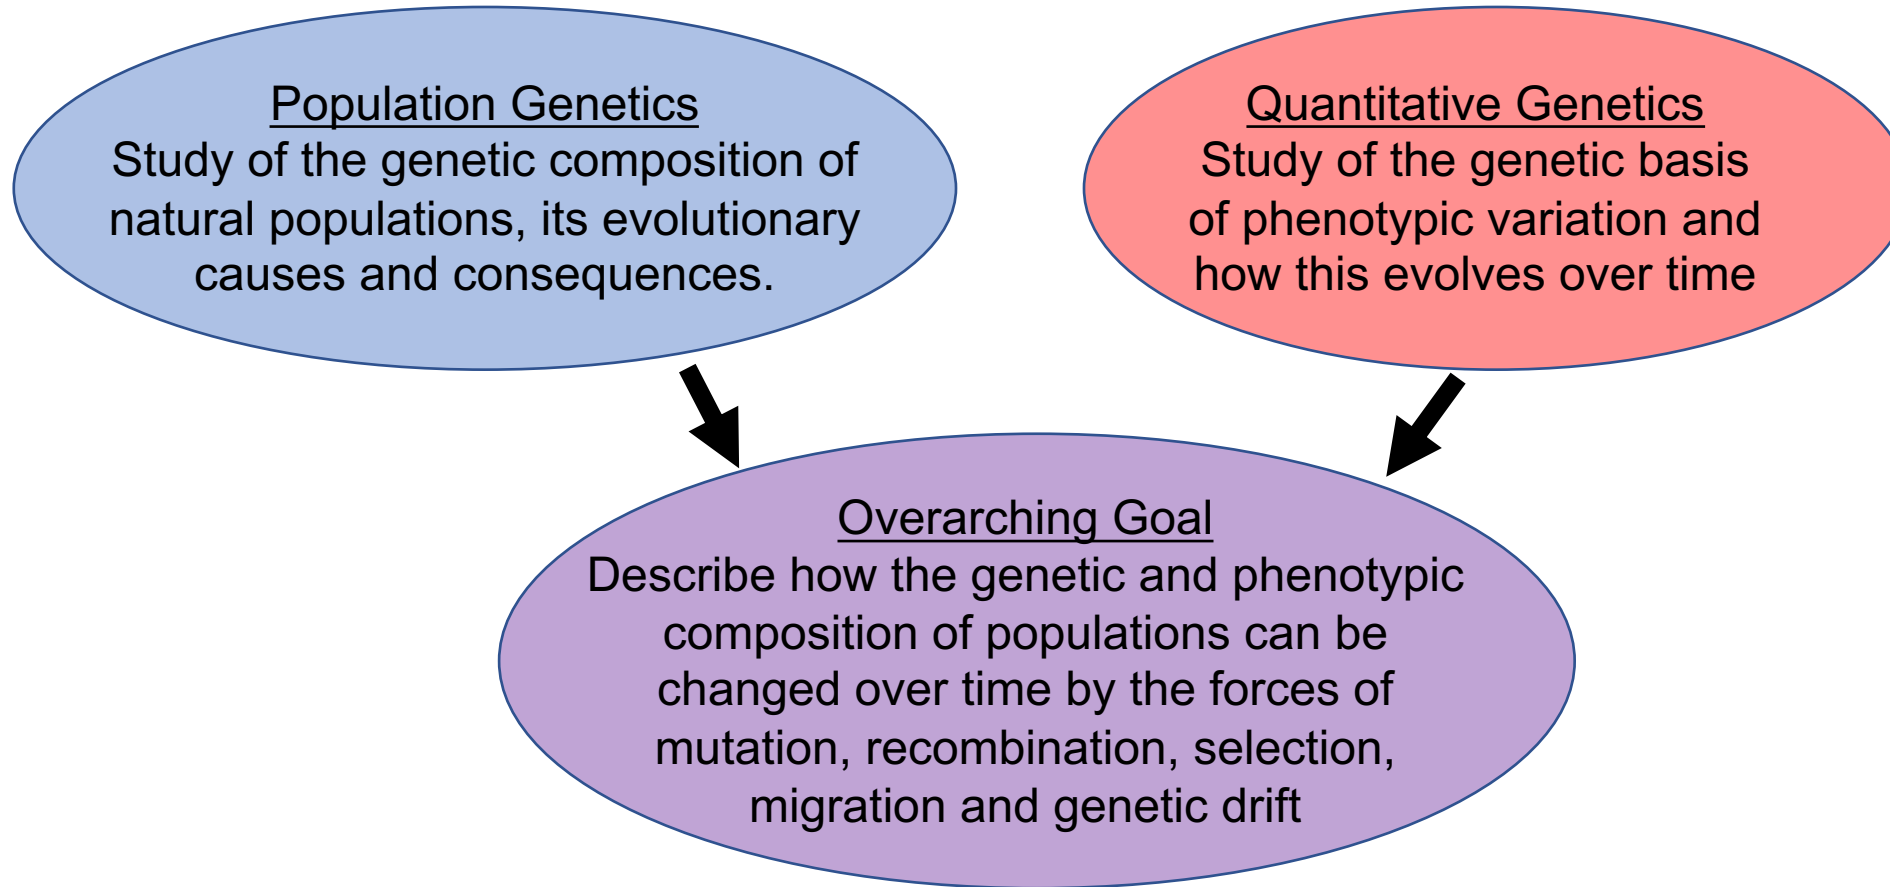 Population Genetics
Study of the genetic composition of
natural populations, its evolutionary
causes and consequences.
Quantitative Genetics
Study of the genetic basis
of phenotypic variation and
how this evolves over time
Overarching Goal
Describe how the genetic and phenotypic
composition of populations can be
changed over time by the forces of
mutation, recombination, selection,
migration and genetic drift